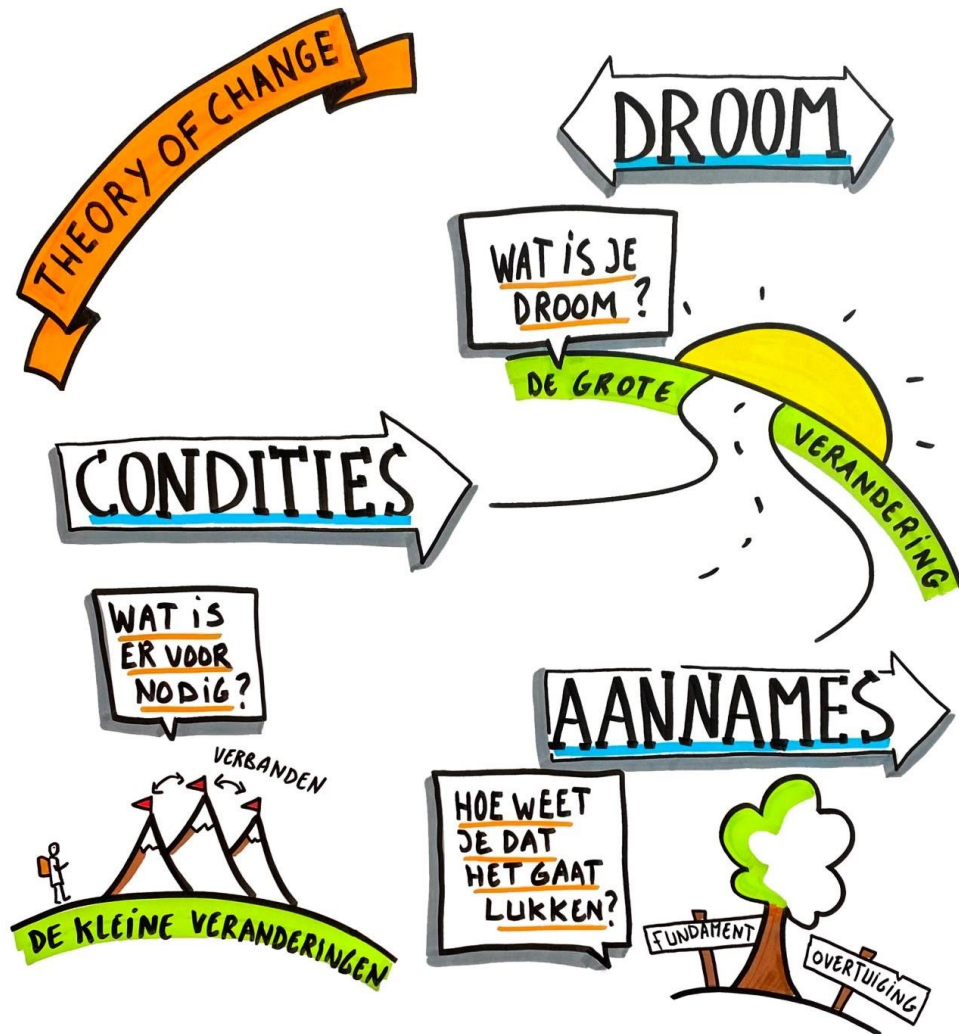 THEORY OF CHANGE
DROOM
WAT iS JE
DROOM?
DE GROTE
VERANDERiNG
CONDITIES
WAT iS
ER VOOR
NODiG?
VERBANDEN
DE KLEiNE VERANDERiNGEN
AANNAMES
HOE WEET
JE DAT
HET GAAT
LUKKEN?
FUNDAMENT
OVERTUiGiNG